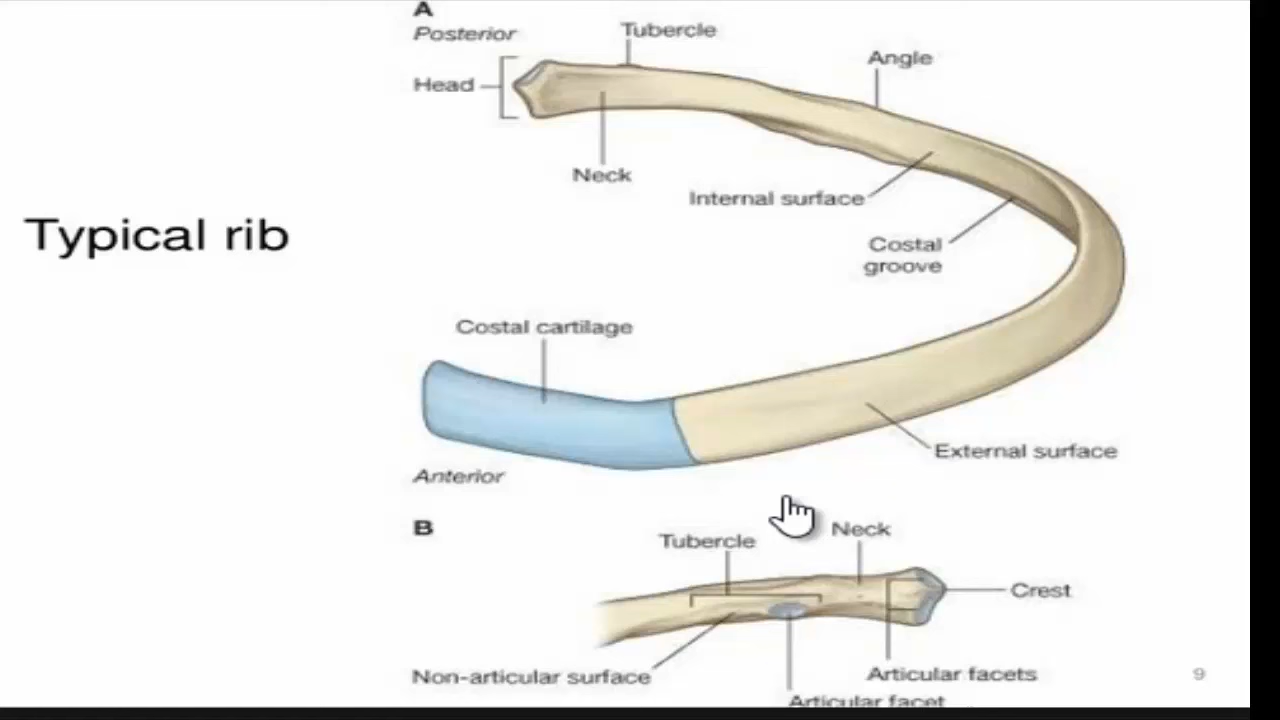 A
Posterior
Tubercle
Angle
Head
Neck
Internal surface
Costal
groove
Typical rib
Costal cartilage
External surface
Anterior
B
Tubercle
Neck
Crest
Non-articular surface
Articular facets
9
Articular facet